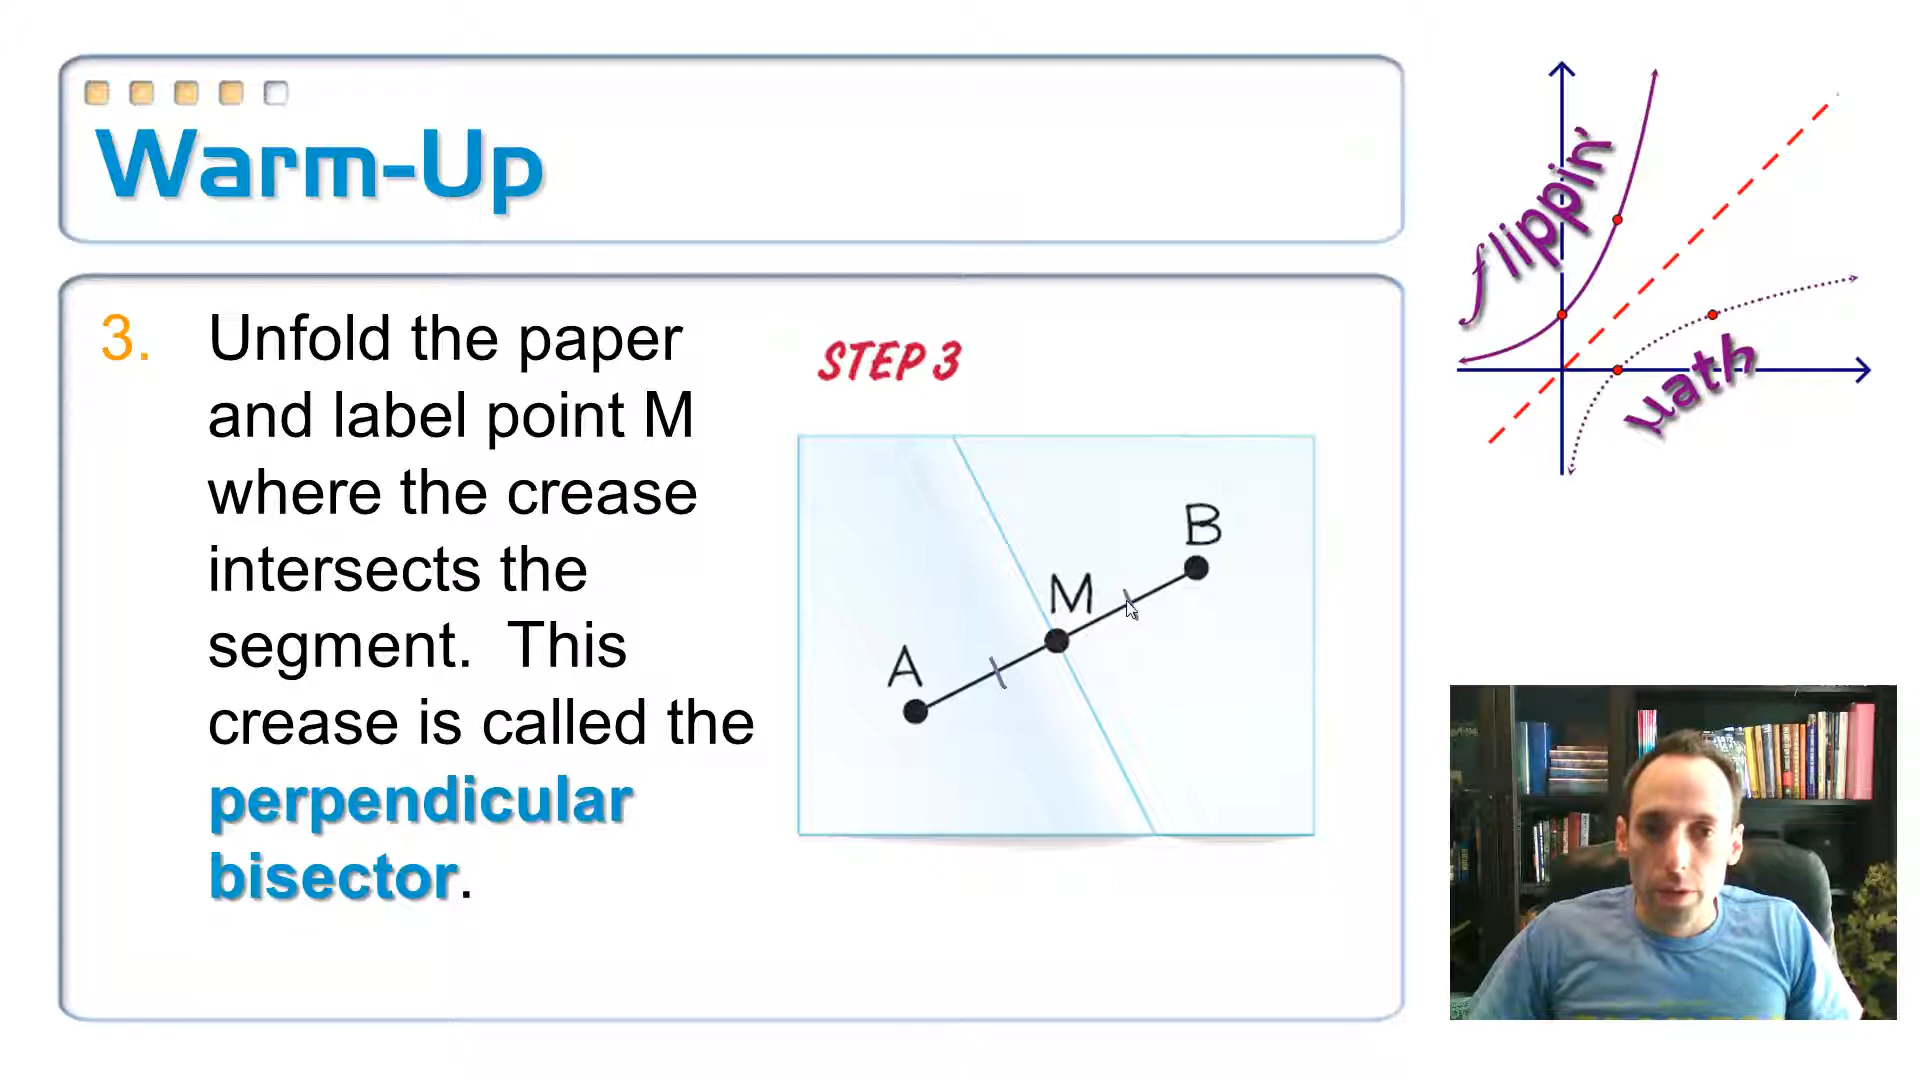 Warm-Up
3. Unfold the paper
and label point M
where the crease
intersects the
segment. This
crease is called the
perpendicular
bisector.
STEP 3
B
M
A
flippin'
math